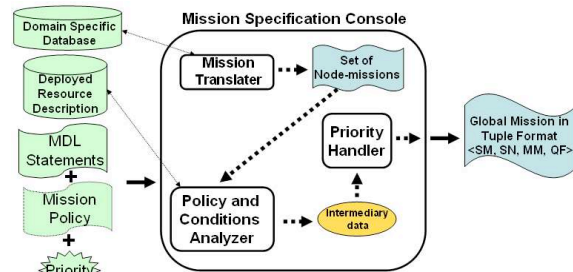 Mission Specification Console
Domain Specific
Database
Mission
Translater
Set of
Node-missions
Deployed
Resource
Description
MDL
Statements
+
Mission
Policy
+
Priority
Policy and
Conditions
Analyzer
Intermediary
data
Priority
Handler
Global Mission in
Tuple Format
<SM, SN, MM, QF>